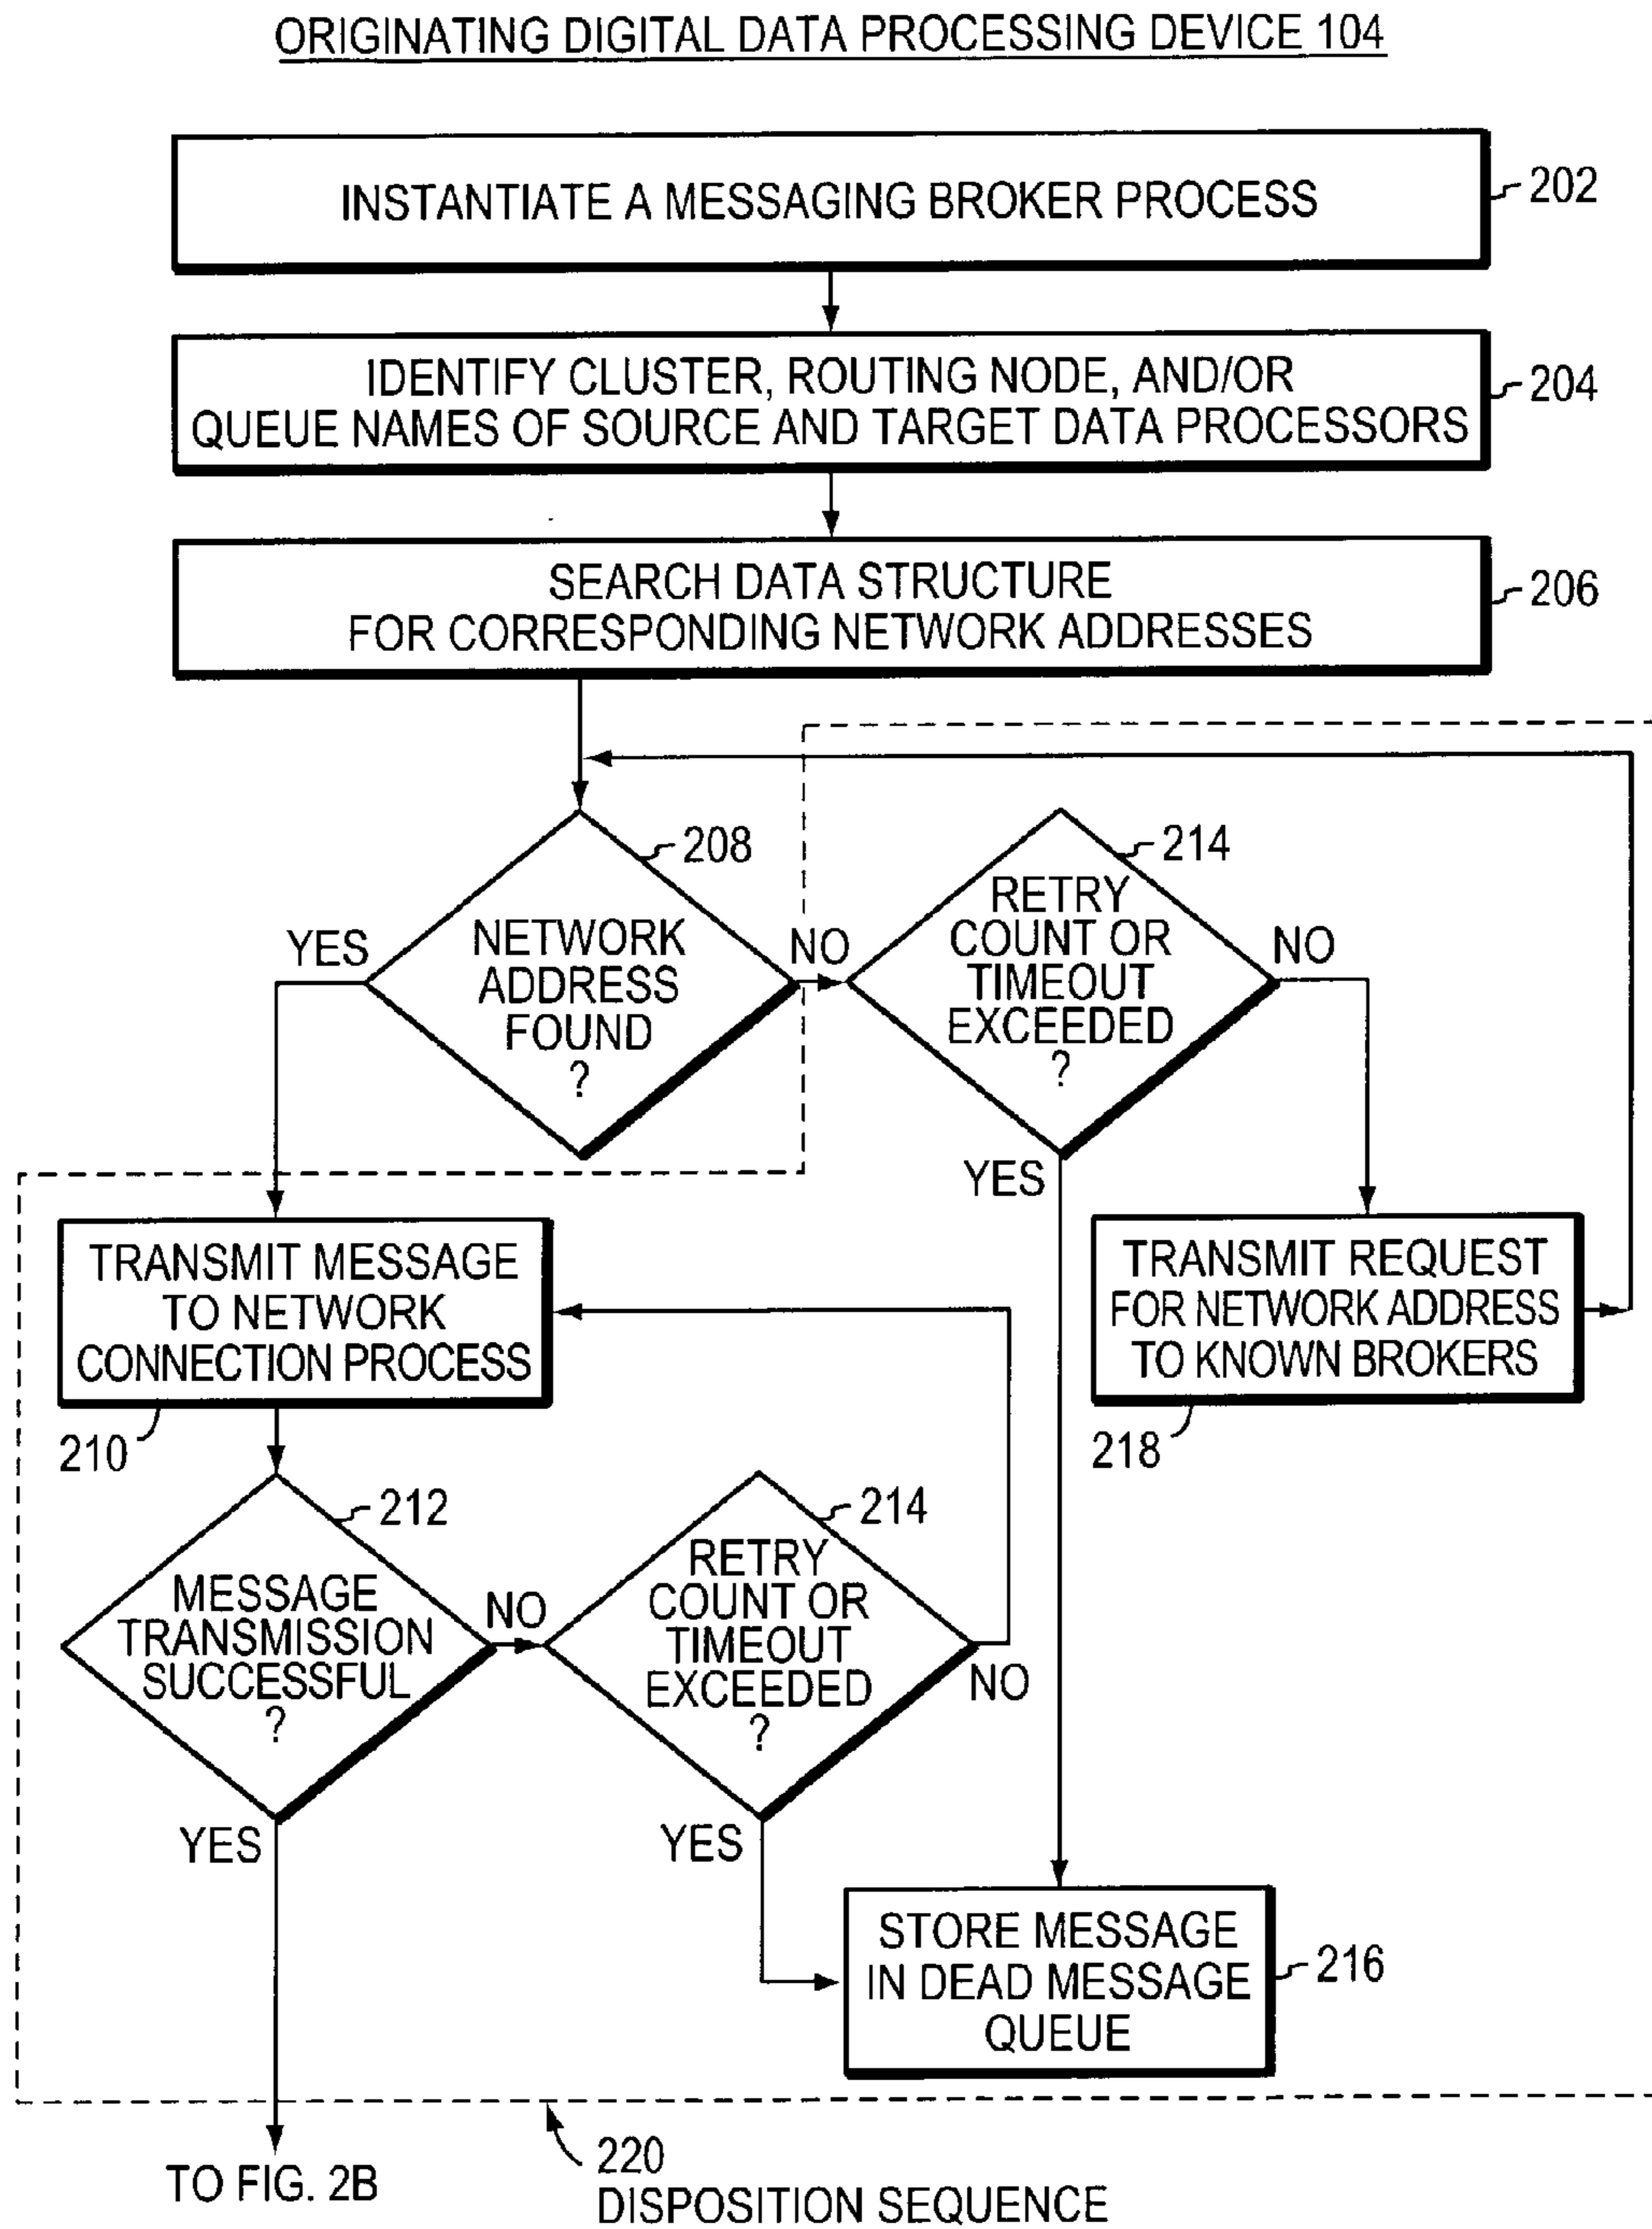 ORIGINATING DIGITAL DATA PROCESSING DEVICE 104
INSTANTIATE A MESSAGING BROKER PROCESS
202
IDENTIFY CLUSTER, ROUTING NODE, AND/OR
QUEUE NAMES OF SOURCE AND TARGET DATA PROCESSORS
204
SEARCH DATA STRUCTURE
FOR CORRESPONDING NETWORK ADDRESSES
206
208
NETWORK
ADDRESS
FOUND
?
YES
NO
214
RETRY
COUNT OR
TIMEOUT
EXCEEDED
?
NO
YES
TRANSMIT MESSAGE
TO NETWORK
CONNECTION PROCESS
210
TRANSMIT REQUEST
FOR NETWORK ADDRESS
TO KNOWN BROKERS
218
212
MESSAGE
TRANSMISSION
SUCCESSFUL
?
NO
YES
214
RETRY
COUNT OR
TIMEOUT
EXCEEDED
?
NO
YES
STORE MESSAGE
IN DEAD MESSAGE
QUEUE
216
TO FIG. 2B
220
DISPOSITION SEQUENCE